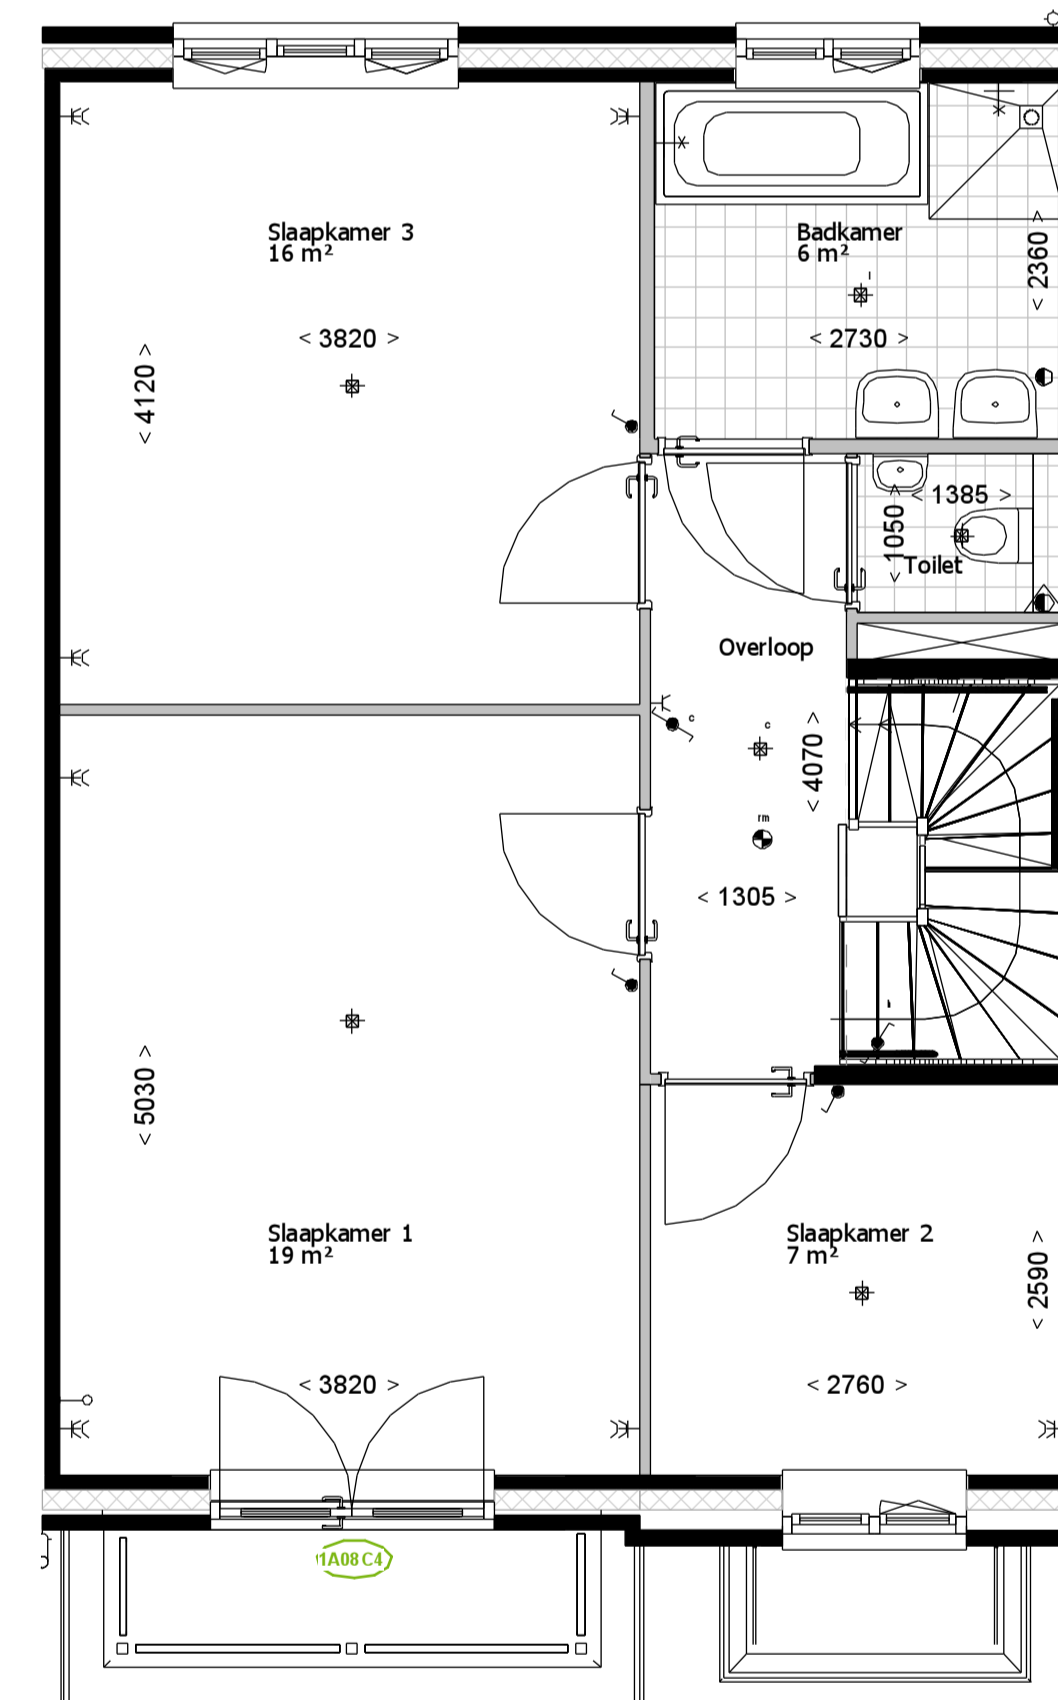 Slaapkamer 3
16 m²
< 3820 >
< 4120 >
Badkamer
6 m²
< 2360 >
l
< 2730 >
< 1385 >
< 1050 >
Toilet
Overloop
c
c
< 4070 >
rm
< 1305 >
< 5030 >
Slaapkamer 1
19 m²
< 3820 >
Slaapkamer 2
7 m²
< 2590 >
< 2760 >
1A08 C4